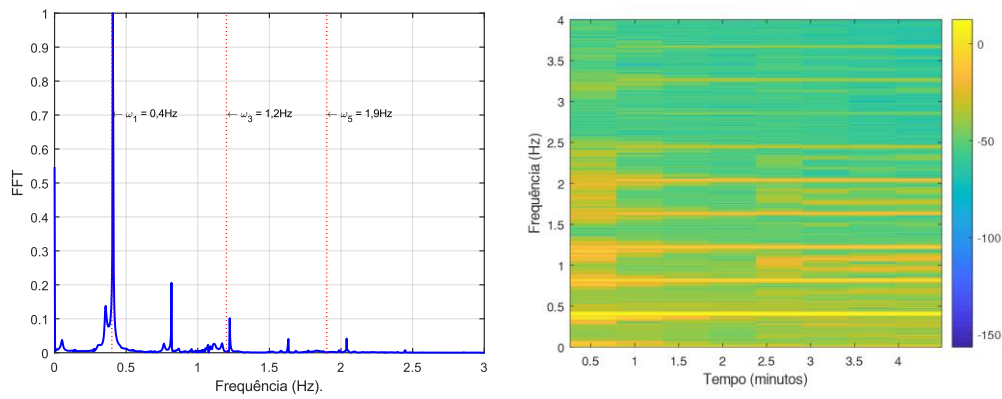 1
0.9
0.8
0.7
0.6
0.5
0.4
0.3
0.2
0.1
0
FFT
← ω₁ = 0,4Hz
← ω₃ = 1,2Hz
← ω₅ = 1,9Hz
0 0.5 1 1.5 2 2.5 3
Frequência (Hz).
4
3.5
3
2.5
2
1.5
1
0.5
0
Frequência (Hz)
0.5 1 1.5 2 2.5 3 3.5 4
Tempo (minutos)
0
-50
-100
-150